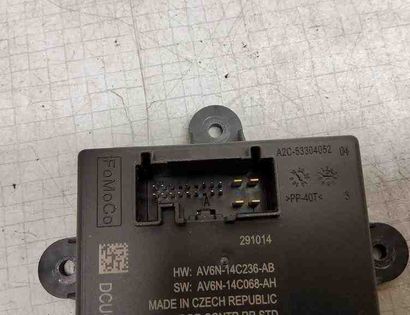 A2C-53304052 04
FoMoCo
>PP-40T< 3
A
291014
HW: AV6N-14C236-AB
SW: AV6N-14C068-AH
MADE IN CZECH REPUBLIC
DCU